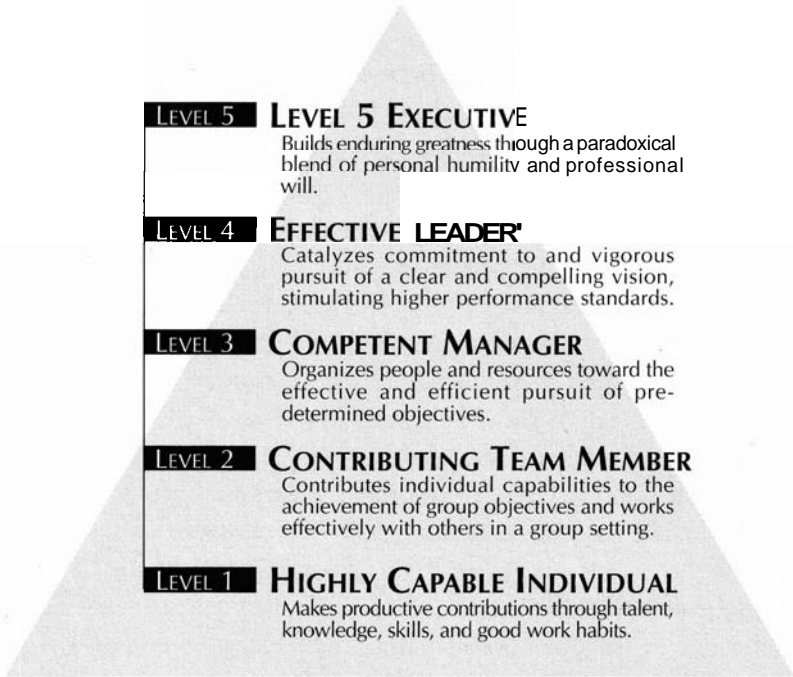 LEVEL 5 LEVEL 5 EXECUTIVE
Builds enduring greatness through a paradoxical
blend of personal humility and professional
will.
LEVEL 4 EFFECTIVE LEADER'
Catalyzes commitment to and vigorous
pursuit of a clear and compelling vision,
stimulating higher performance standards.
LEVEL 3 COMPETENT MANAGER
Organizes people and resources toward the
effective and efficient pursuit of pre-
determined objectives.
LEVEL 2 CONTRIBUTING TEAM MEMBER
Contributes individual capabilities to the
achievement of group objectives and works
effectively with others in a group setting.
LEVEL 1 HIGHLY CAPABLE INDIVIDUAL
Makes productive contributions through talent,
knowledge, skills, and good work habits.